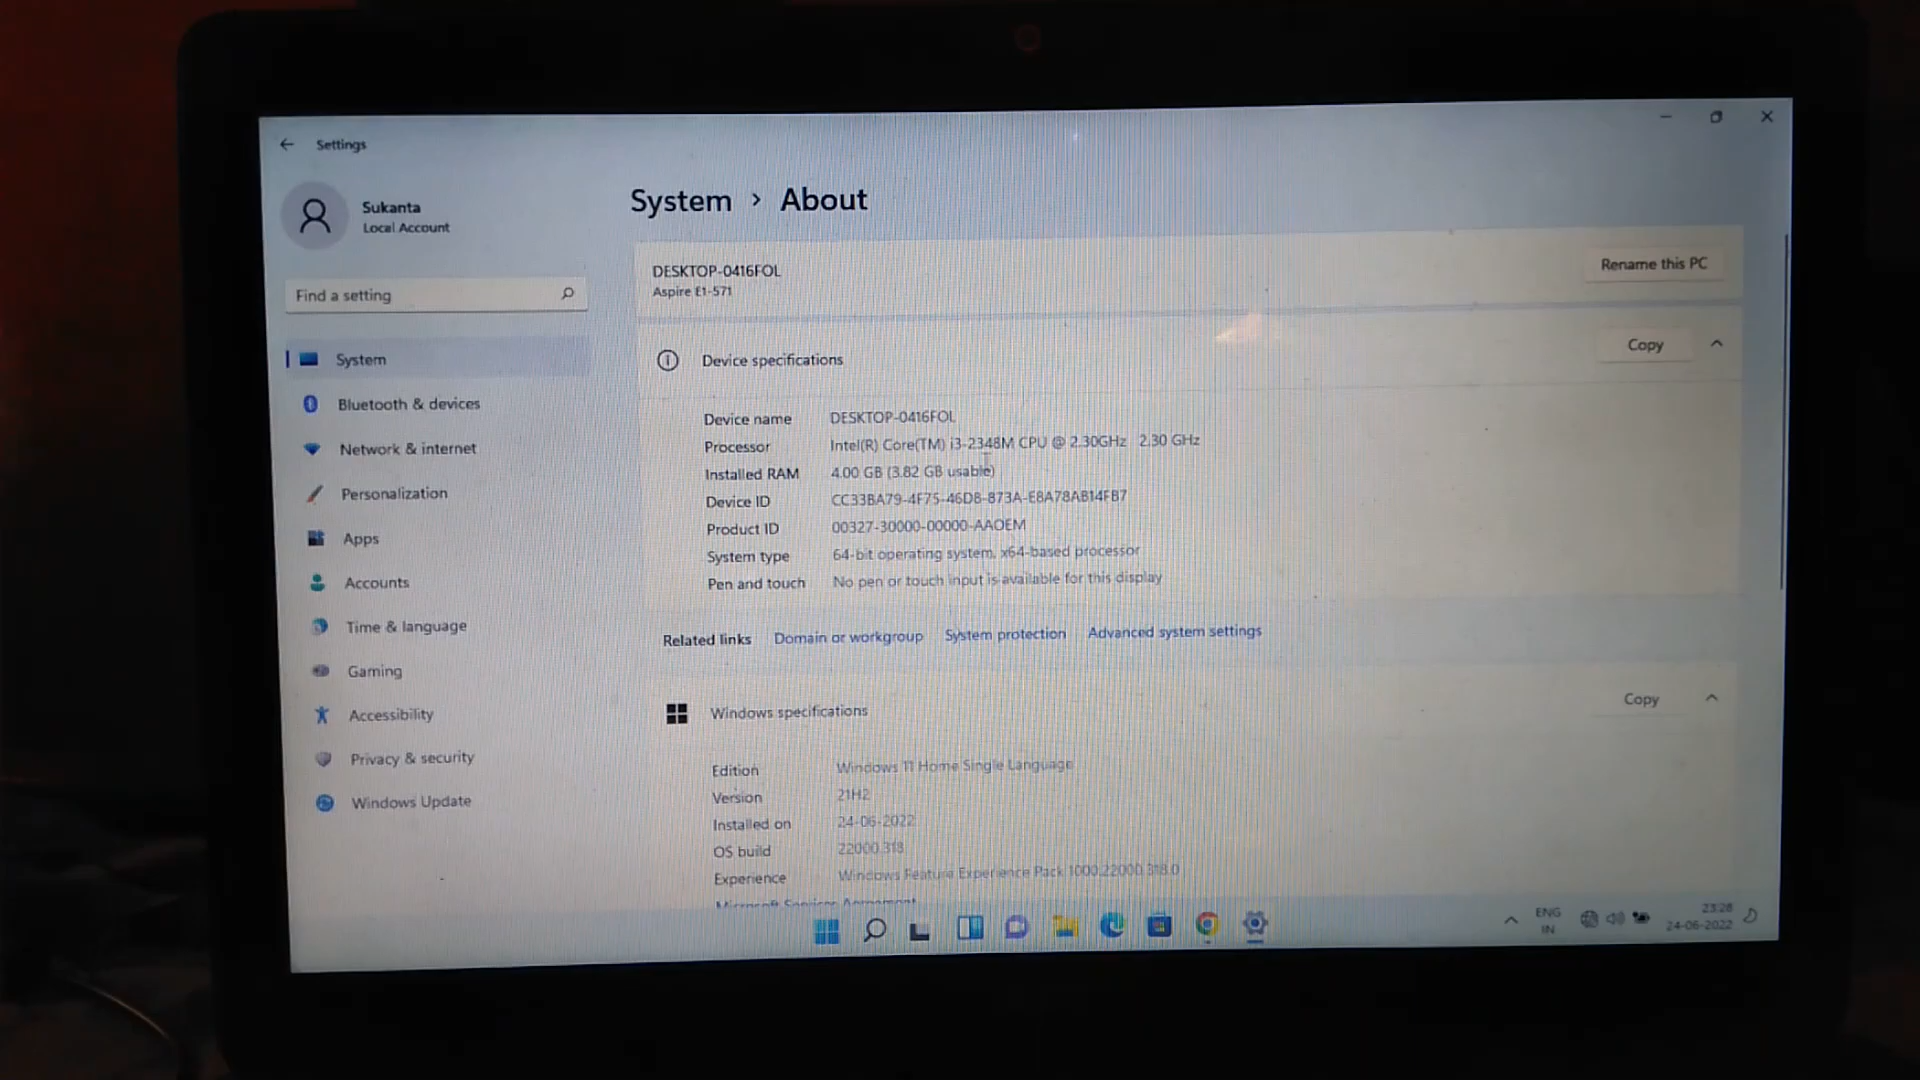 Settings
Sukanta
Local Account
Find a setting
System
Bluetooth & devices
Network & internet
Personalization
Apps
Accounts
Time & language
Gaming
Accessibility
Privacy & security
Windows Update
System > About
DESKTOP-0416FOL
Aspire E1-571
Rename this PC
Device specifications
Copy
Device name DESKTOP-0416FOL
Processor Intel(R) Core(TM) i3-2348M CPU @ 2.30GHz 2.30 GHz
Installed RAM 4.00 GB (3.82 GB usable)
Device ID CC33BA79-4F75-46DB-873A-E8A78AB14FB7
Product ID 00327-30000-00000-AAOEM
System type 64-bit operating system, x64-based processor
Pen and touch No pen or touch input is available for this display
Related links Domain or workgroup System protection Advanced system settings
Windows specifications
Copy
Edition Windows 11 Home Single Language
Version 21H2
Installed on 24-06-2022
OS build 22000.318
Experience Windows Feature Experience Pack 1000.22000.318.0
Microsoft Services Agreement
ENG
IN
23:28
24-06-2022